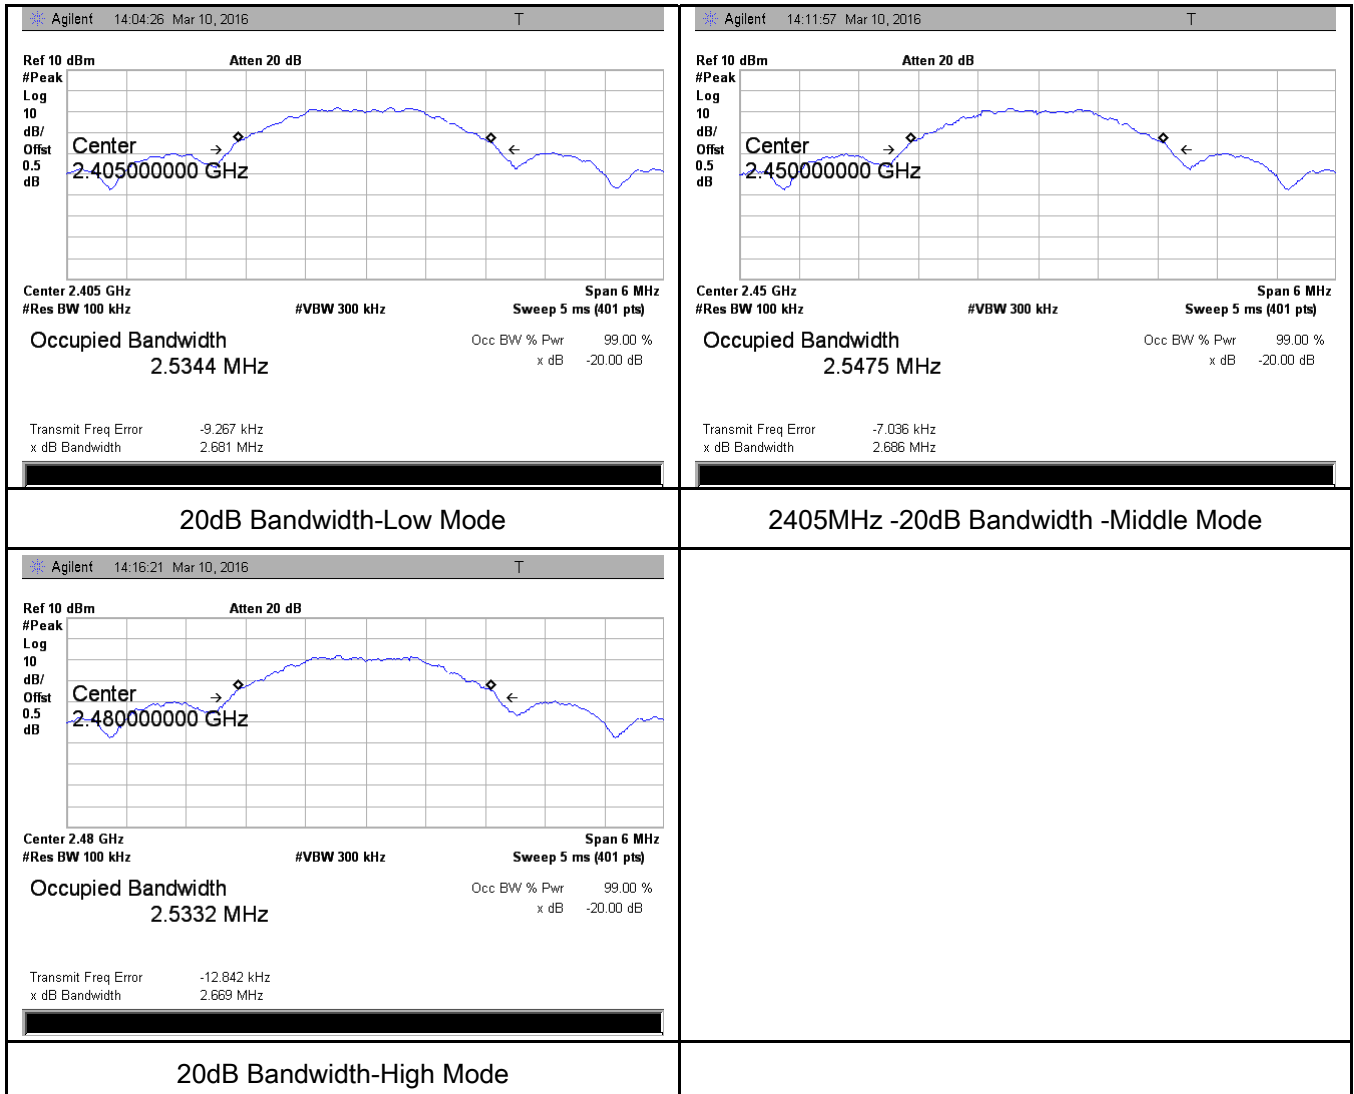 Agilent 14:04:26 Mar 10, 2016 T
Ref 10 dBm Atten 20 dB
#Peak
Log
10
dB/
Offst
0.5
dB
Center
2.405000000 GHz
Center 2.405 GHz Span 6 MHz
#Res BW 100 kHz #VBW 300 kHz Sweep 5 ms (401 pts)
Occupied Bandwidth Occ BW % Pwr 99.00 %
2.5344 MHz x dB -20.00 dB
Transmit Freq Error -9.267 kHz
x dB Bandwidth 2.681 MHz
20dB Bandwidth-Low Mode
Agilent 14:11:57 Mar 10, 2016 T
Ref 10 dBm Atten 20 dB
#Peak
Log
10
dB/
Offst
0.5
dB
Center
2.450000000 GHz
Center 2.45 GHz Span 6 MHz
#Res BW 100 kHz #VBW 300 kHz Sweep 5 ms (401 pts)
Occupied Bandwidth Occ BW % Pwr 99.00 %
2.5475 MHz x dB -20.00 dB
Transmit Freq Error -7.036 kHz
x dB Bandwidth 2.686 MHz
2405MHz -20dB Bandwidth -Middle Mode
Agilent 14:16:21 Mar 10, 2016 T
Ref 10 dBm Atten 20 dB
#Peak
Log
10
dB/
Offst
0.5
dB
Center
2.480000000 GHz
Center 2.48 GHz Span 6 MHz
#Res BW 100 kHz #VBW 300 kHz Sweep 5 ms (401 pts)
Occupied Bandwidth Occ BW % Pwr 99.00 %
2.5332 MHz x dB -20.00 dB
Transmit Freq Error -12.842 kHz
x dB Bandwidth 2.669 MHz
20dB Bandwidth-High Mode